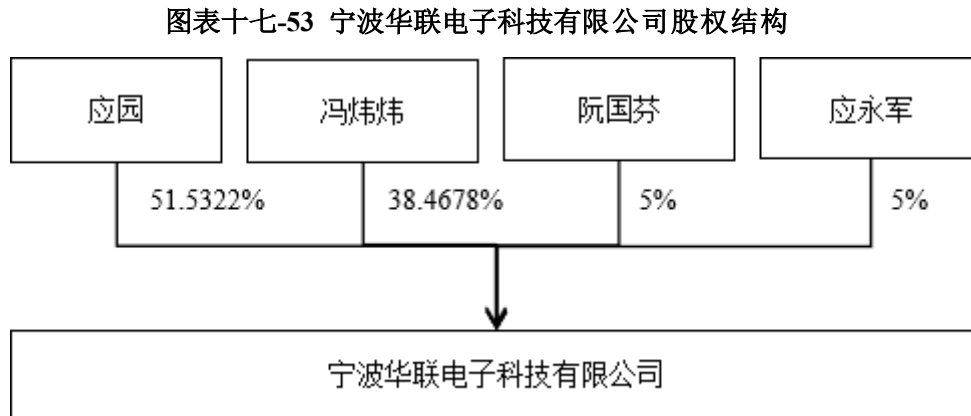 图表十七-53 宁波华联电子科技有限公司股权结构
应园
冯炜炜
阮国芬
应永军
51.5322%
38.4678%
5%
5%
宁波华联电子科技有限公司